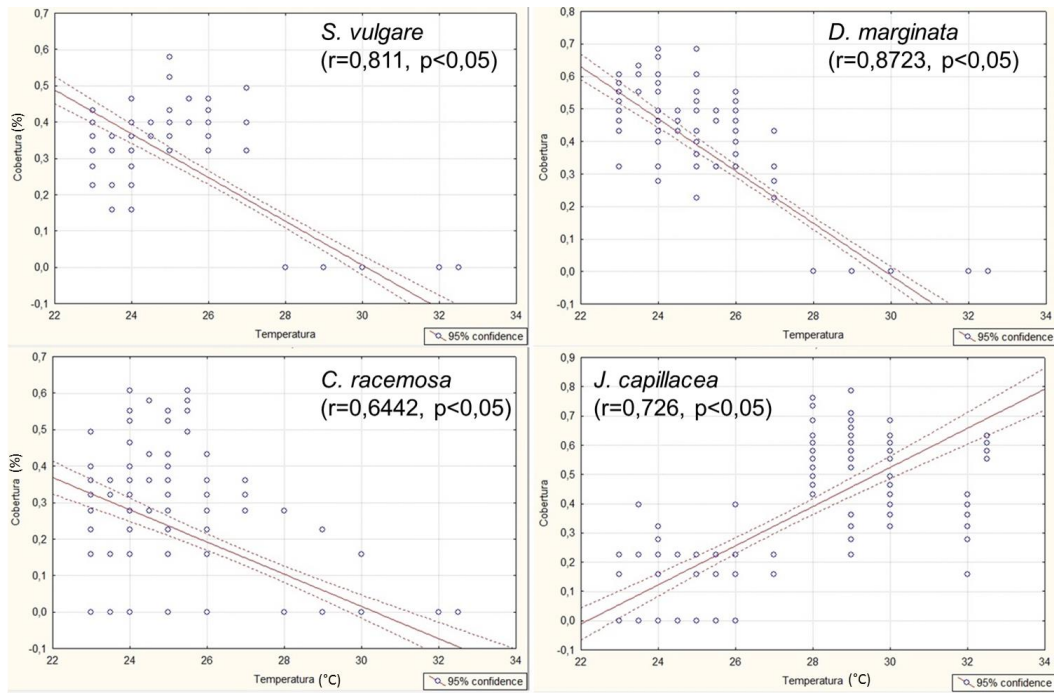 S. vulgare
(r=0,811, p<0,05)
0,7
0,6
0,5
0,4
0,3
0,2
0,1
0,0
-0,1
Cobertura (%)
22 24 26 28 30 32 34
Temperatura
95% confidence
D. marginata
(r=0,8723, p<0,05)
0,8
0,7
0,6
0,5
0,4
0,3
0,2
0,1
0,0
-0,1
Cobertura
22 24 26 28 30 32 34
Temperatura
95% confidence
C. racemosa
(r=0,6442, p<0,05)
0,7
0,6
0,5
0,4
0,3
0,2
0,1
0,0
-0,1
Cobertura (%)
22 24 26 28 30 32 34
Temperatura (°C)
95% confidence
J. capillacea
(r=0,726, p<0,05)
0,9
0,8
0,7
0,6
0,5
0,4
0,3
0,2
0,1
0,0
-0,1
Cobertura
22 24 26 28 30 32 34
Temperatura (°C)
95% confidence